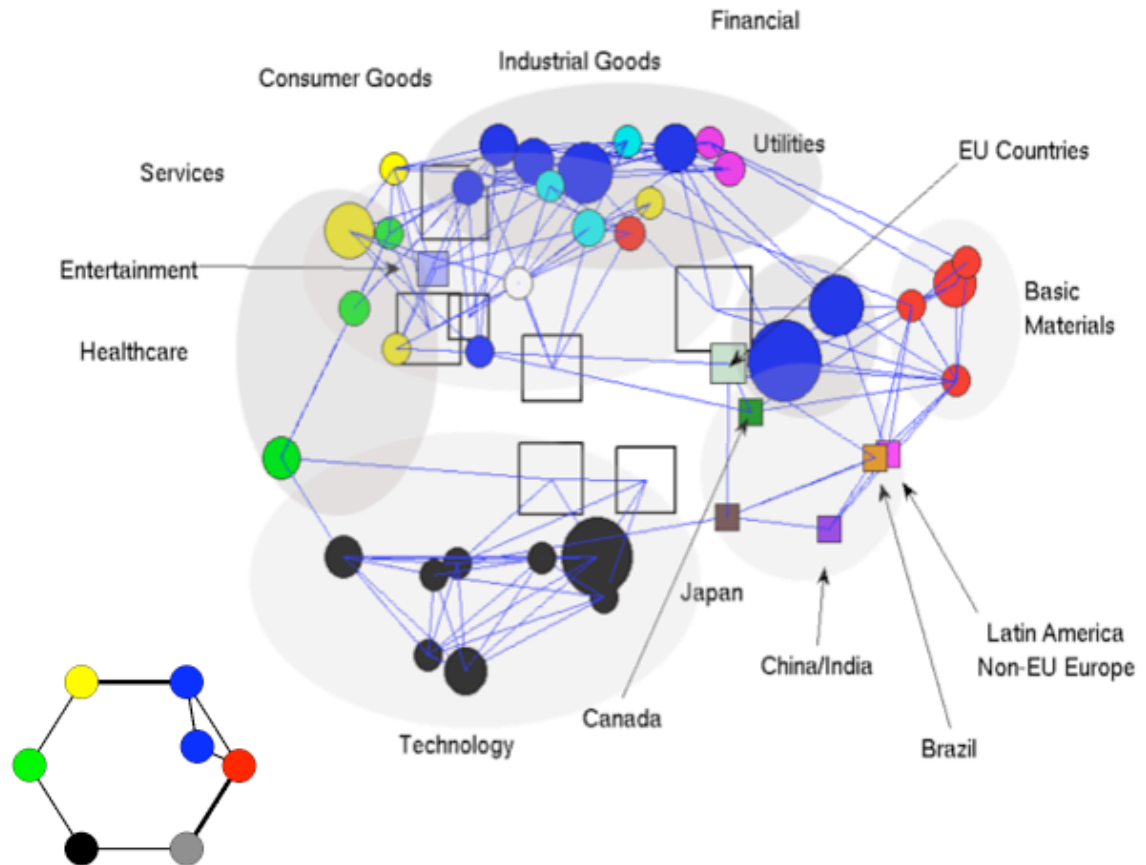 Financial
Industrial Goods
Consumer Goods
Utilities
EU Countries
Services
Entertainment
Basic
Materials
Healthcare
Japan
Latin America
Non-EU Europe
China/India
Canada
Technology
Brazil